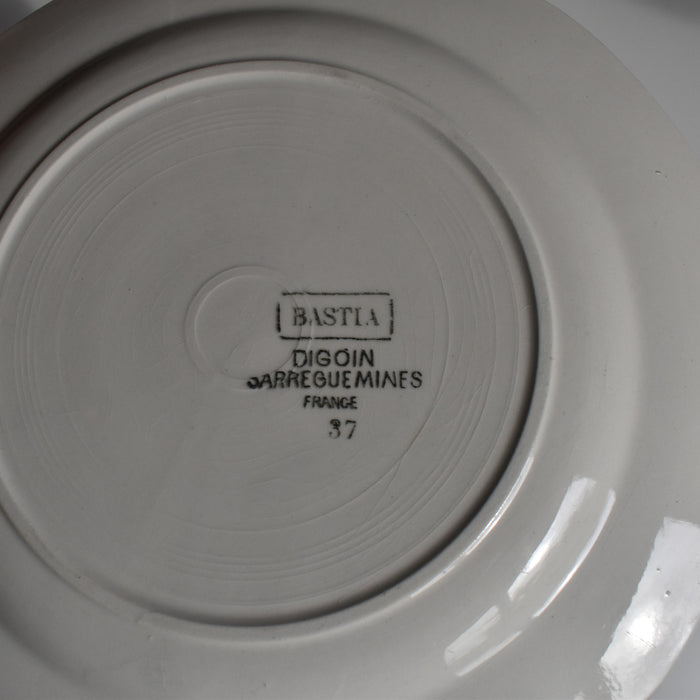 BASTIA
DIGOIN
SARREGUEMINES
FRANCE
37